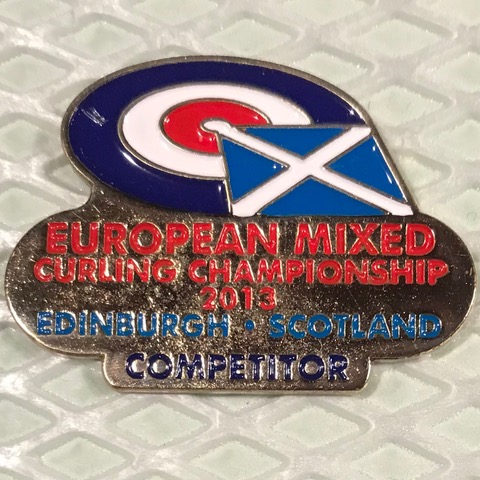 EUROPEAN MIXED
CURLING CHAMPIONSHIP
2013
EDINBURGH • SCOTLAND
COMPETITOR